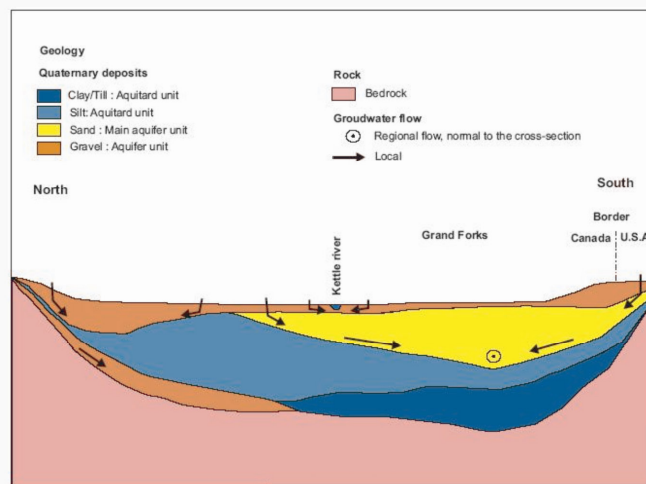 Geology
Quaternary deposits
Clay/Till : Aquitard unit
Silt: Aquitard unit
Sand : Main aquifer unit
Gravel : Aquifer unit
Rock
Bedrock
Groudwater flow
Regional flow, normal to the cross-section
Local
North
South
Border
Canada
U.S.A
Grand Forks
Kettle river